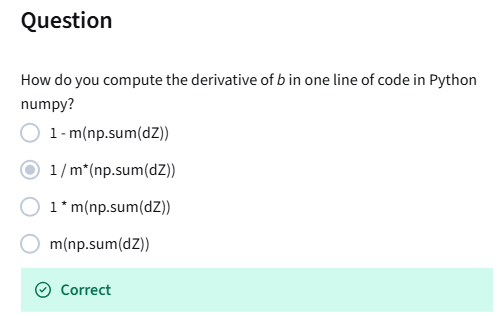 Question
How do you compute the derivative of b in one line of code in Python
numpy?
1 - m(np.sum(dZ))
1 / m*(np.sum(dZ))
1 * m(np.sum(dZ))
m(np.sum(dZ))
Correct